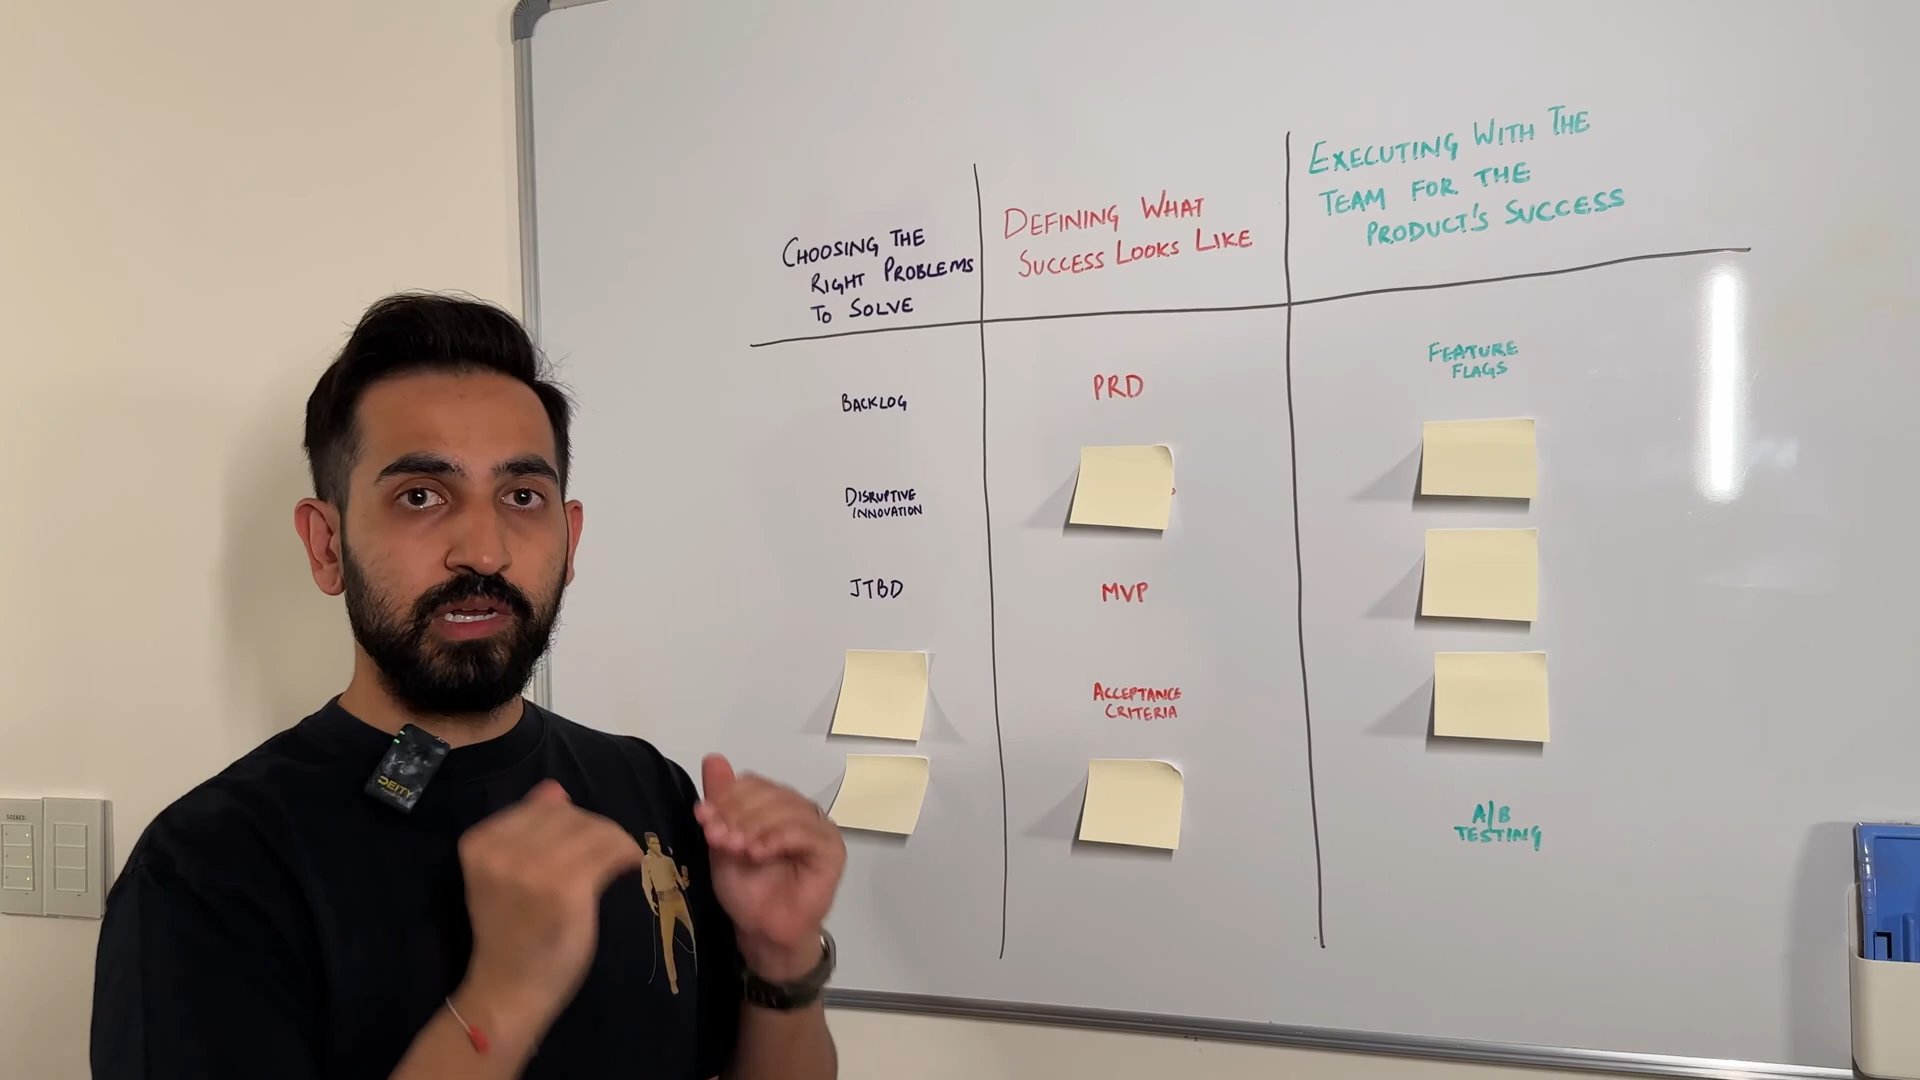 CHOOSING THE
RIGHT PROBLEMS
TO SOLVE
BACKLOG
DISRUPTIVE
INNOVATION
JTBD
DEFINING WHAT
SUCCESS LOOKS LIKE
PRD
MVP
ACCEPTANCE
CRITERIA
EXECUTING WITH THE
TEAM FOR THE
PRODUCT'S SUCCESS
FEATURE
FLAGS
A/B
TESTING
DEITY
SCENES